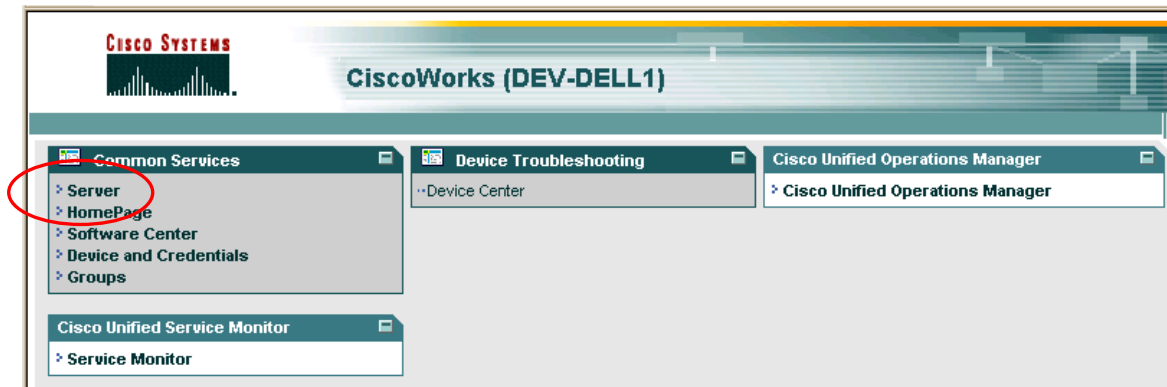 CISCO SYSTEMS
CiscoWorks (DEV-DELL1)
Common Services
Server
HomePage
Software Center
Device and Credentials
Groups
Device Troubleshooting
Device Center
Cisco Unified Operations Manager
Cisco Unified Operations Manager
Cisco Unified Service Monitor
Service Monitor